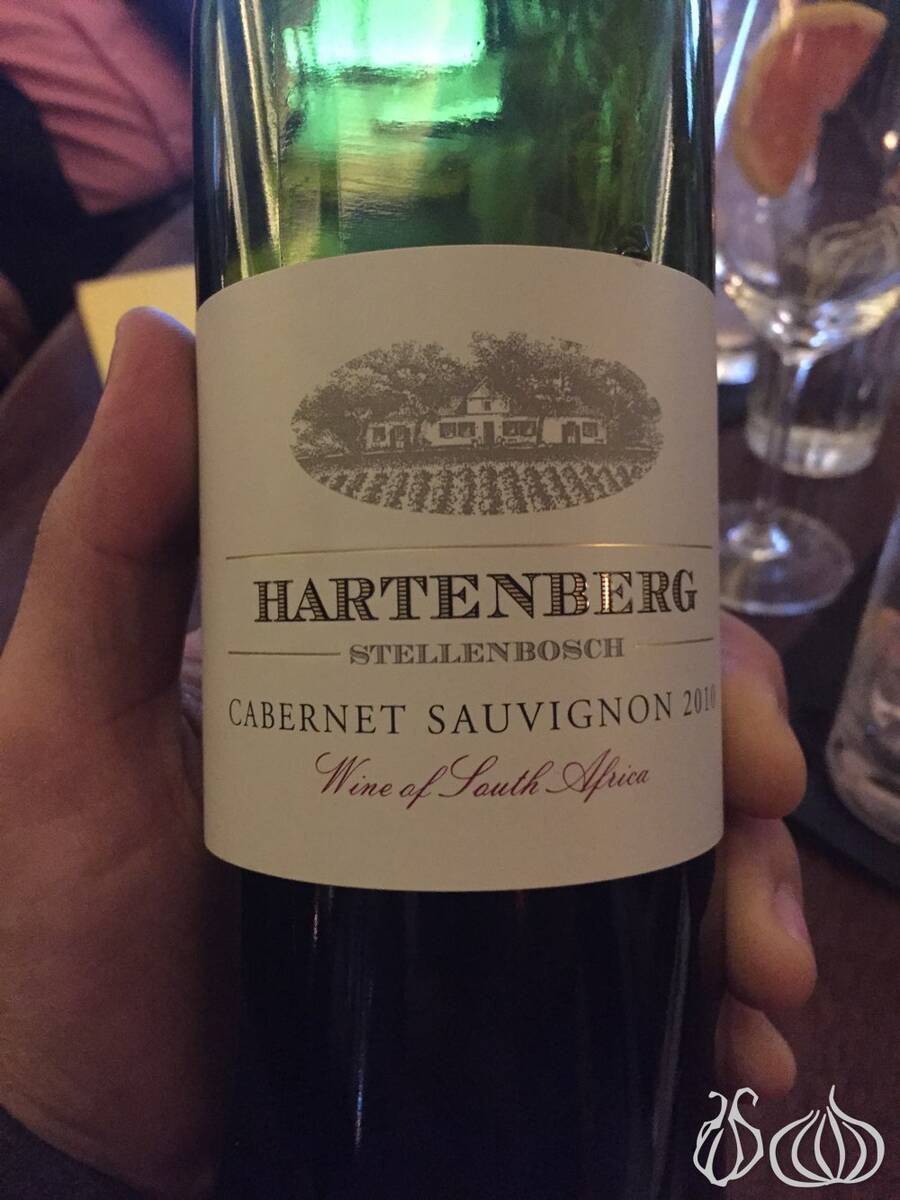 HARTENBERG
STELLENBOSCH
CABERNET SAUVIGNON 2010
Wine of South Africa